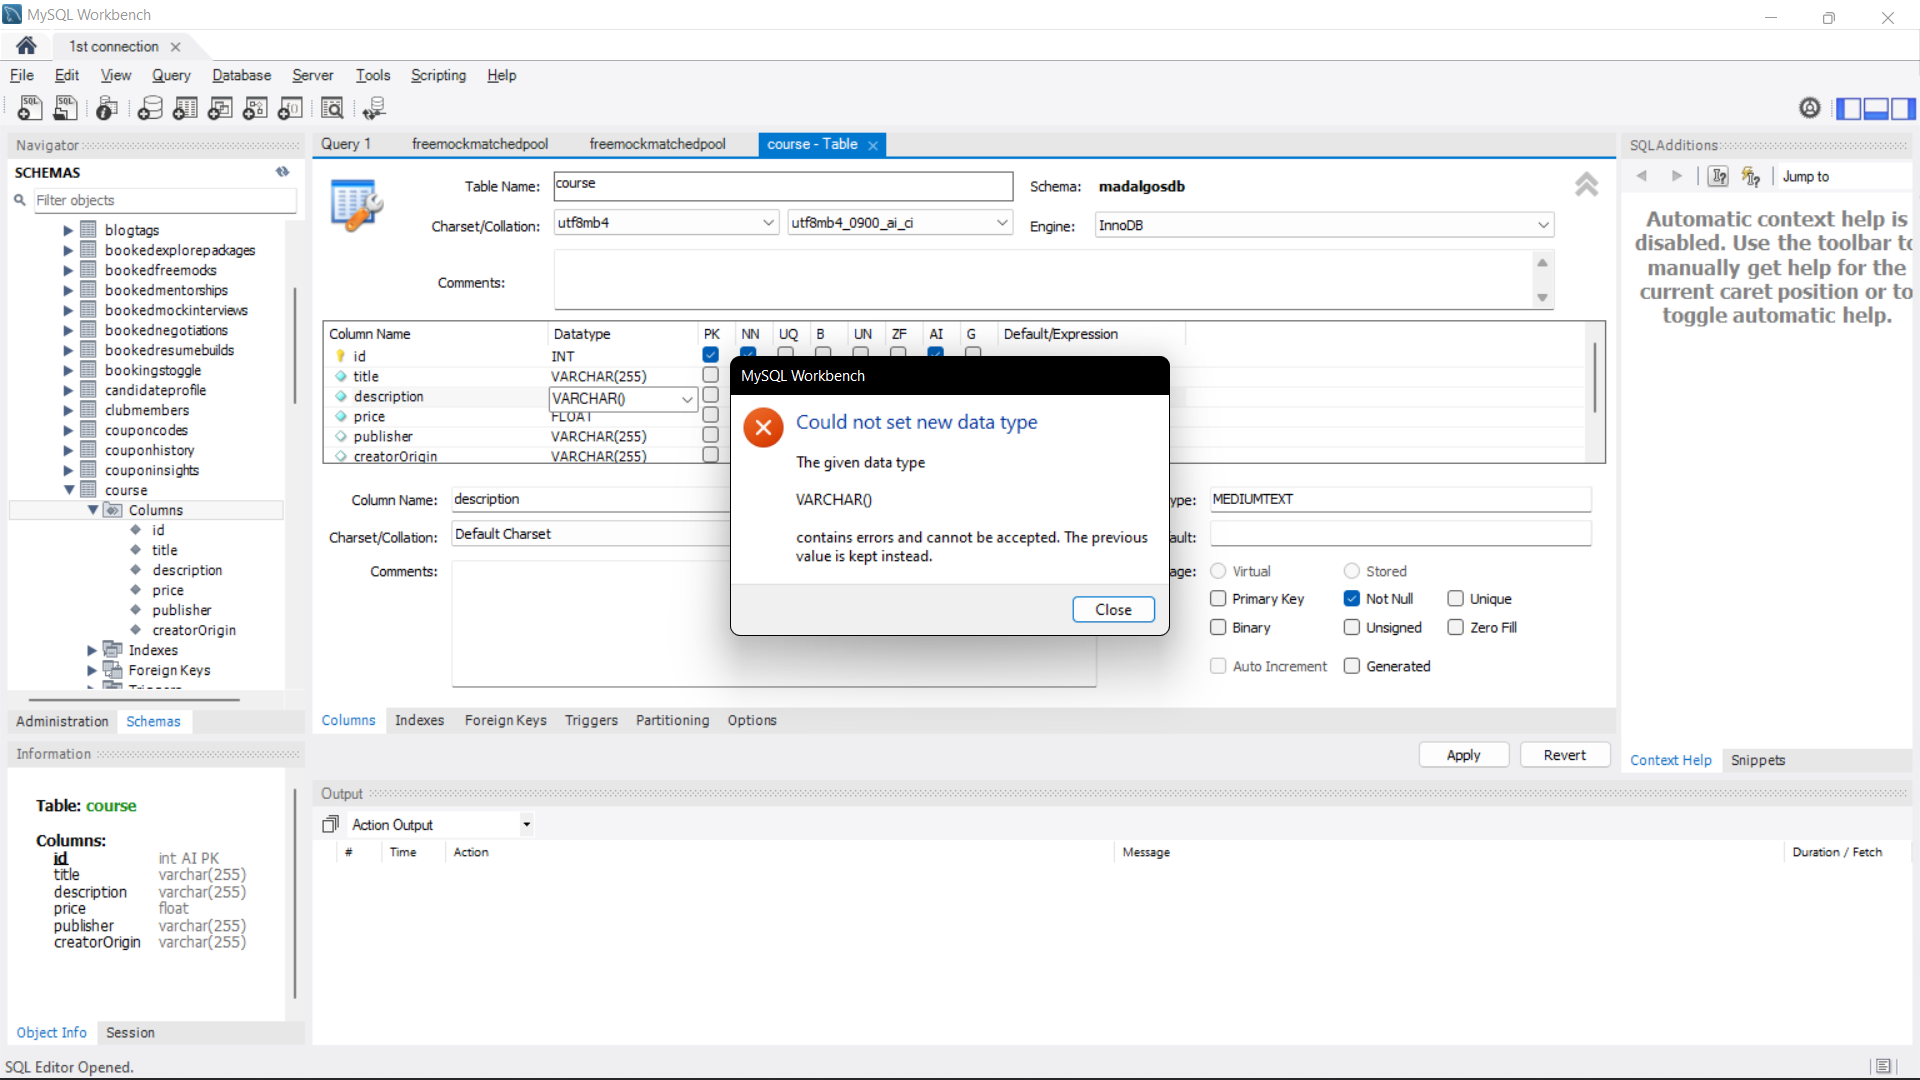 MySQL Workbench
1st connection
File Edit View Query Database Server Tools Scripting Help
Navigator
SCHEMAS
Filter objects
blogtags
bookedexplorepackages
bookedfreemocks
bookedmentorships
bookedmockinterviews
bookednegotiations
bookedresumebuilds
bookingstoggle
candidateprofile
clubmembers
couponcodes
couponhistory
couponinsights
course
Columns
id
title
description
price
publisher
creatorOrigin
Indexes
Foreign Keys
Triggers
Administration Schemas
Information
Table: course
Columns:
id int AI PK
title varchar(255)
description varchar(255)
price float
publisher varchar(255)
creatorOrigin varchar(255)
Object Info Session
SQL Editor Opened.
Query 1 freemockmatchedpool freemockmatchedpool course - Table
Table Name: course Schema: madalgosdb
Charset/Collation: utf8mb4 utf8mb4_0900_ai_ci Engine: InnoDB
Comments:
Column Name Datatype PK NN UQ B UN ZF AI G Default/Expression
id INT
title VARCHAR(255)
description VARCHAR()
price FLOAT
publisher VARCHAR(255)
creatorOrigin VARCHAR(255)
Column Name: description ype: MEDIUMTEXT
Charset/Collation: Default Charset ault:
Comments: age: Virtual Stored
Primary Key Not Null Unique
Binary Unsigned Zero Fill
Auto Increment Generated
MySQL Workbench
Could not set new data type
The given data type
VARCHAR()
contains errors and cannot be accepted. The previous
value is kept instead.
Close
Columns Indexes Foreign Keys Triggers Partitioning Options
Apply Revert
Output
Action Output
# Time Action Message Duration / Fetch
SQLAdditions
Jump to
Automatic context help is
disabled. Use the toolbar to
manually get help for the
current caret position or to
toggle automatic help.
Context Help Snippets